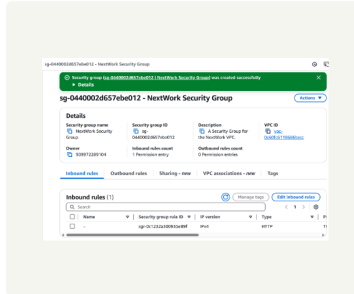 sg-0440002d657ebe012 | NextWork Security Group
Security group (sg-0440002d657ebe012 | NextWork Security Group) was created successfully
Details
sg-0440002d657ebe012 - NextWork Security Group
Actions
Details
Security group name
NextWork Security Group
Security group ID
sg-0440002d657ebe012
Description
A Security Group for the NextWork VPC.
VPC ID
Owner
Inbound rules count
1 Permission entry
Outbound rules count
0 Permission entries
Inbound rules
Outbound rules
Sharing - new
VPC associations - new
Tags
Inbound rules (1)
Manage tags
Edit inbound rules
Search
1
Name
Security group rule ID
IP version
Type
-
IPv4
HTTP